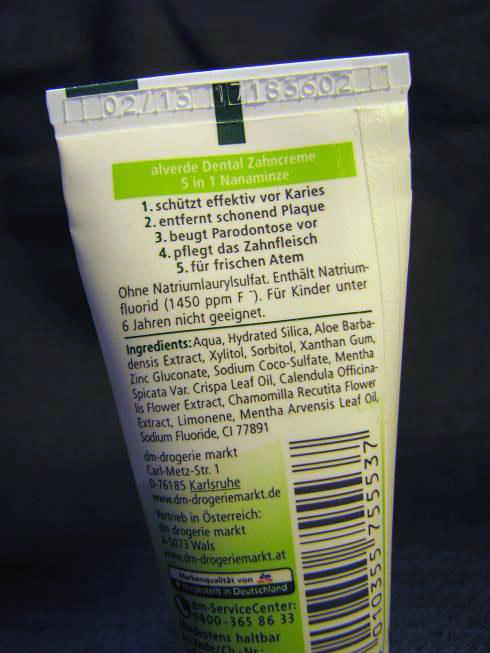 02/15 17183602
alverde Dental Zahncreme
5 in 1 Nanaminze
1. schützt effektiv vor Karies
2. entfernt schonend Plaque
3. beugt Parodontose vor
4. pflegt das Zahnfleisch
5. für frischen Atem
Ohne Natriumlaurylsulfat. Enthält Natrium-
fluorid (1450 ppm F⁻). Für Kinder unter
6 Jahren nicht geeignet.
Ingredients: Aqua, Hydrated Silica, Aloe Barba-
densis Extract, Xylitol, Sorbitol, Xanthan Gum,
Zinc Gluconate, Sodium Coco-Sulfate, Mentha
Spicata Var. Crispa Leaf Oil, Calendula Officina-
lis Flower Extract, Chamomilla Recutita Flower
Extract, Limonene, Mentha Arvensis Leaf Oil,
Sodium Fluoride, CI 77891
dm-drogerie markt
Carl-Metz-Str. 1
D-76185 Karlsruhe
www.dm-drogeriemarkt.de
Vertrieb in Österreich:
dm drogerie markt
A-5073 Wals
www.dm-drogeriemarkt.at
Markenqualität von dm
Hergestellt in Deutschland
dm-ServiceCenter:
0800-365 86 33
Mindestens haltbar
bis Ende/Ch.-Nr.:
010355 755537